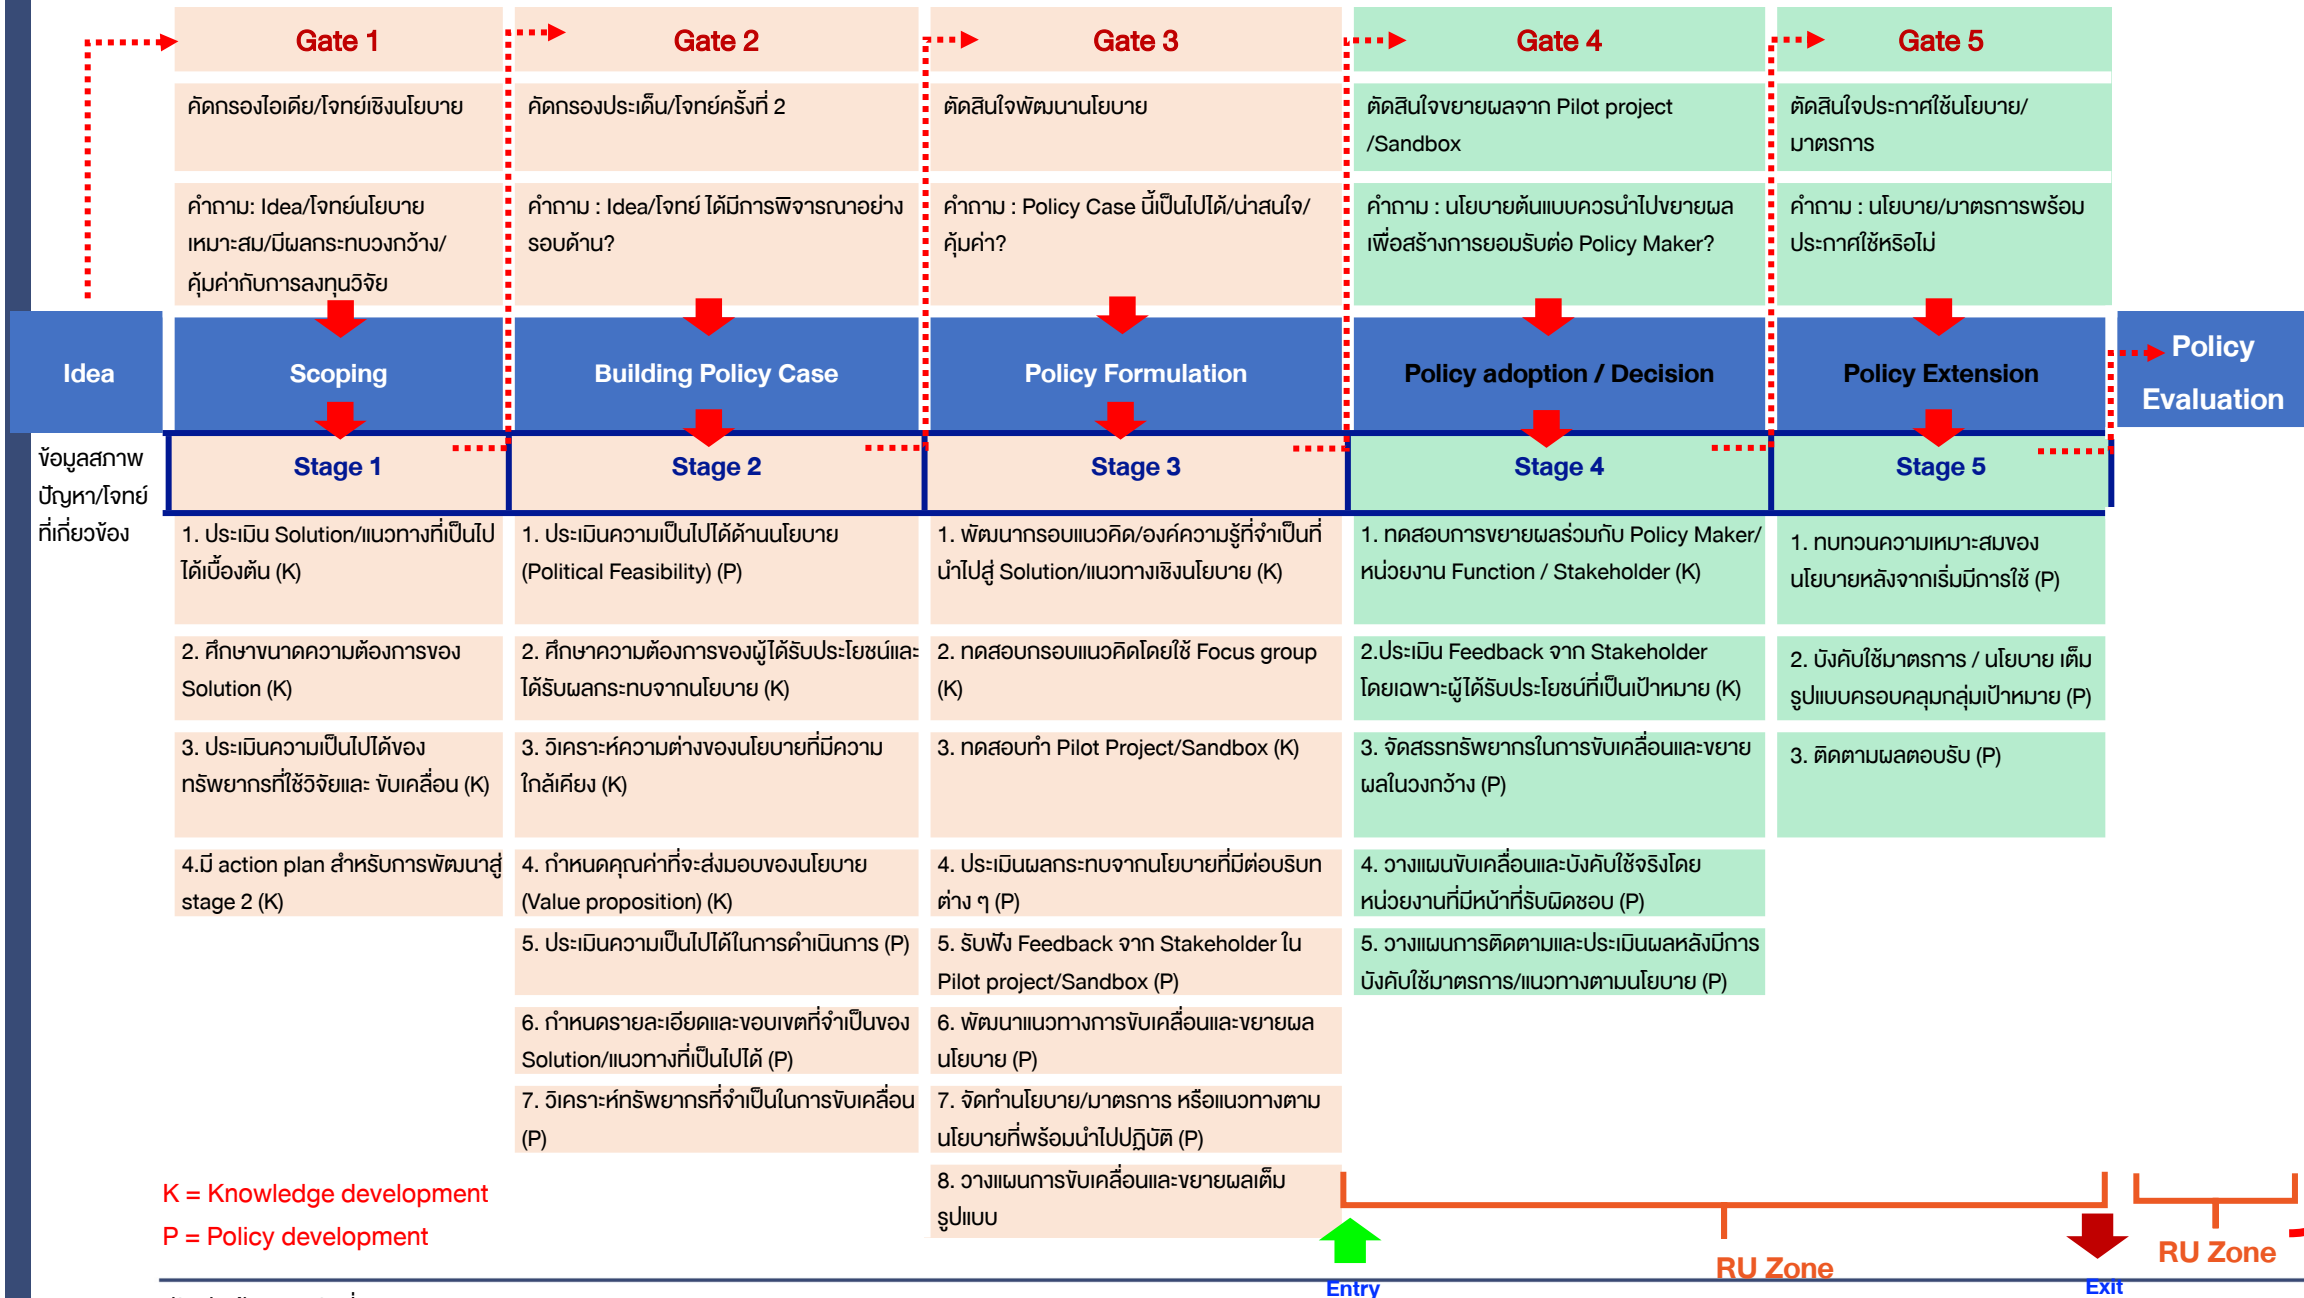 Gate 1
Gate 2
Gate 3
Gate 4
Gate 5
คัดกรองไอเดีย/โจทย์เชิงนโยบาย
คัดกรองประเด็น/โจทย์ครั้งที่ 2
ตัดสินใจพัฒนานโยบาย
ตัดสินใจขยายผลจาก Pilot project
/Sandbox
ตัดสินใจประกาศใช้นโยบาย/
มาตรการ
คำถาม: Idea/โจทย์นโยบาย
เหมาะสม/มีผลกระทบวงกว้าง/
คุ้มค่ากับการลงทุนวิจัย
คำถาม : Idea/โจทย์ ได้มีการพิจารณาอย่าง
รอบด้าน?
คำถาม : Policy Case นี้เป็นไปได้/น่าสนใจ/
คุ้มค่า?
คำถาม : นโยบายต้นแบบควรนำไปขยายผล
เพื่อสร้างการยอมรับต่อ Policy Maker?
คำถาม : นโยบาย/มาตรการพร้อม
ประกาศใช้หรือไม่
Idea
Scoping
Building Policy Case
Policy Formulation
Policy adoption / Decision
Policy Extension
Policy
Evaluation
ข้อมูลสภาพ
ปัญหา/โจทย์
ที่เกี่ยวข้อง
Stage 1
Stage 2
Stage 3
Stage 4
Stage 5
1. ประเมิน Solution/แนวทางที่เป็นไป
ได้เบื้องต้น (K)
2. ศึกษาขนาดความต้องการของ
Solution (K)
3. ประเมินความเป็นไปได้ของ
ทรัพยากรที่ใช้วิจัยและ ขับเคลื่อน (K)
4.มี action plan สำหรับการพัฒนาสู่
stage 2 (K)
1. ประเมินความเป็นไปได้ด้านนโยบาย
(Political Feasibility) (P)
2. ศึกษาความต้องการของผู้ได้รับประโยชน์และ
ได้รับผลกระทบจากนโยบาย (K)
3. วิเคราะห์ความต่างของนโยบายที่มีความ
ใกล้เคียง (K)
4. กำหนดคุณค่าที่จะส่งมอบของนโยบาย
(Value proposition) (K)
5. ประเมินความเป็นไปได้ในการดำเนินการ (P)
6. กำหนดรายละเอียดและขอบเขตที่จำเป็นของ
Solution/แนวทางที่เป็นไปได้ (P)
7. วิเคราะห์ทรัพยากรที่จำเป็นในการขับเคลื่อน
(P)
1. พัฒนากรอบแนวคิด/องค์ความรู้ที่จำเป็นที่
นำไปสู่ Solution/แนวทางเชิงนโยบาย (K)
2. ทดสอบกรอบแนวคิดโดยใช้ Focus group
(K)
3. ทดสอบทำ Pilot Project/Sandbox (K)
4. ประเมินผลกระทบจากนโยบายที่มีต่อบริบท
ต่าง ๆ (P)
5. รับฟัง Feedback จาก Stakeholder ใน
Pilot project/Sandbox (P)
6. พัฒนาแนวทางการขับเคลื่อนและขยายผล
นโยบาย (P)
7. จัดทำนโยบาย/มาตรการ หรือแนวทางตาม
นโยบายที่พร้อมนำไปปฏิบัติ (P)
8. วางแผนการขับเคลื่อนและขยายผลเต็ม
รูปแบบ
1. ทดสอบการขยายผลร่วมกับ Policy Maker/
หน่วยงาน Function / Stakeholder (K)
2.ประเมิน Feedback จาก Stakeholder
โดยเฉพาะผู้ได้รับประโยชน์ที่เป็นเป้าหมาย (K)
3. จัดสรรทรัพยากรในการขับเคลื่อนและขยาย
ผลในวงกว้าง (P)
4. วางแผนขับเคลื่อนและบังคับใช้จริงโดย
หน่วยงานที่มีหน้าที่รับผิดชอบ (P)
5. วางแผนการติดตามและประเมินผลหลังมีการ
บังคับใช้มาตรการ/แนวทางตามนโยบาย (P)
1. ทบทวนความเหมาะสมของ
นโยบายหลังจากเริ่มมีการใช้ (P)
2. บังคับใช้มาตรการ / นโยบาย เต็ม
รูปแบบครอบคลุมกลุ่มเป้าหมาย (P)
3. ติดตามผลตอบรับ (P)
K = Knowledge development
P = Policy development
RU Zone
RU Zone
Entry
Exit